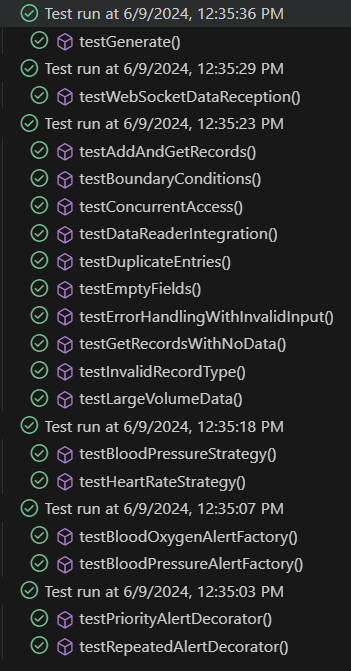 Test run at 6/9/2024, 12:35:36 PM
testGenerate()
Test run at 6/9/2024, 12:35:29 PM
testWebSocketDataReception()
Test run at 6/9/2024, 12:35:23 PM
testAddAndGetRecords()
testBoundaryConditions()
testConcurrentAccess()
testDataReaderIntegration()
testDuplicateEntries()
testEmptyFields()
testErrorHandlingWithInvalidInput()
testGetRecordsWithNoData()
testInvalidRecordType()
testLargeVolumeData()
Test run at 6/9/2024, 12:35:18 PM
testBloodPressureStrategy()
testHeartRateStrategy()
Test run at 6/9/2024, 12:35:07 PM
testBloodOxygenAlertFactory()
testBloodPressureAlertFactory()
Test run at 6/9/2024, 12:35:03 PM
testPriorityAlertDecorator()
testRepeatedAlertDecorator()